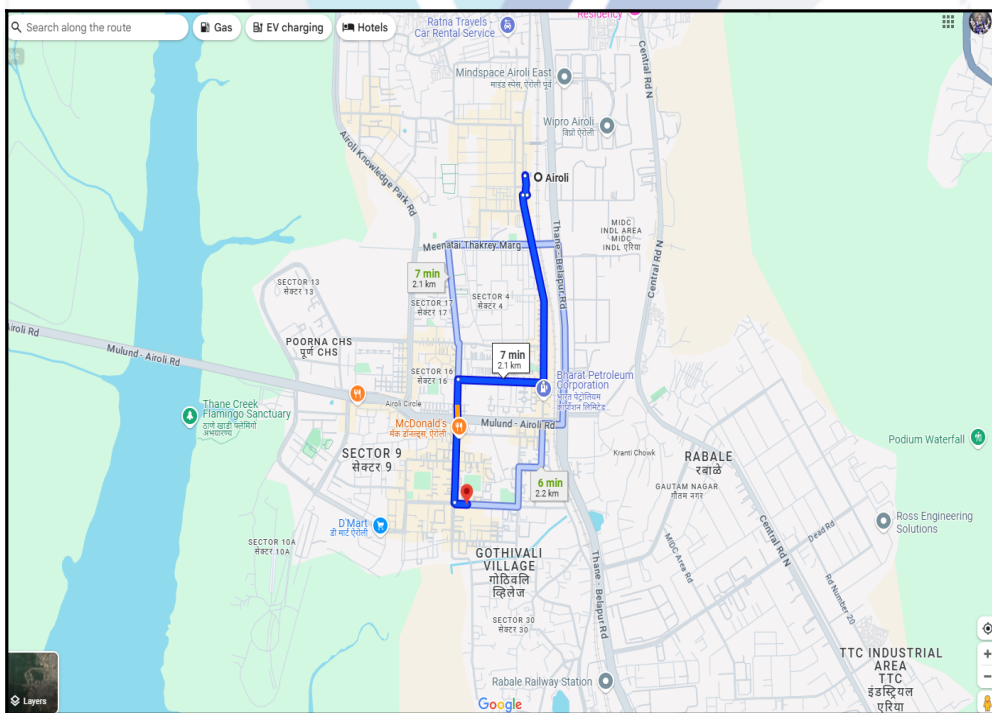 Search along the route
Gas
EV charging
Hotels
Ratna Travels -
Car Rental Service
Residency
Mindspace Airoli East
माइंड स्पेस, ऐरोली पूर्व
Wipro Airoli
विप्रो ऐरोली
Central Rd N
Airoli Knowledge Park Rd
Airoli
MIDC
INDL AREA
MIDC
INDL एरिया
Thane - Belapur Rd
Central Rd N
Meenatai Thakrey Marg
7 min
2.1 km
SECTOR 13
सेक्टर 13
SECTOR 4
सेक्टर 4
SECTOR 17
सेक्टर 17
Airoli Rd
Mulund - Airoli Rd
POORNA CHS
पूर्ण CHS
7 min
2.1 km
SECTOR 16
सेक्टर 16
Bharat Petroleum
Corporation
भारत पेट्रोलियम
कार्पोरेशन लिमिटेड
Airoli Circle
Thane Creek
Flamingo Sanctuary
ठाणे खाडी फ्लेमिंगो
अभयारण्य
McDonald's
मॅक डॉनल्ड्स, ऐरोली
Mulund - Airoli Rd
Podium Waterfall
SECTOR 9
सेक्टर 9
Kranti Chowk
RABALE
रबाळे
6 min
2.2 km
GAUTAM NAGAR
गौतम नगर
D'Mart
डी मार्ट ऐरोली
Ross Engineering
Solutions
Dead Rd
Central Rd N
SECTOR 10A
सेक्टर 10A
MIDC Area Rd
GOTHIVALI
VILLAGE
गोठिवलि
व्हिलेज
Thane - Belapur Rd
Rd Number 20
SECTOR 30
सेक्टर 30
TTC INDUSTRIAL
AREA
TTC
इंडस्ट्रियल
एरिया
Rabale Railway Station
Layers
Google